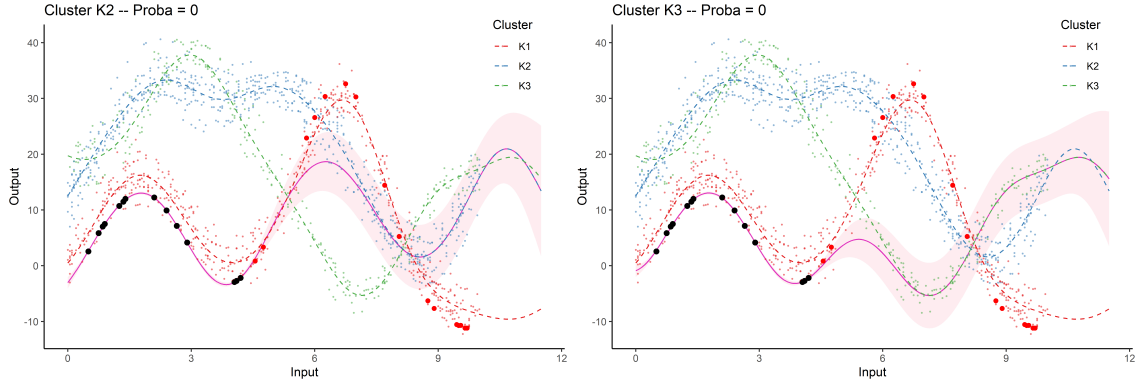 Cluster K2 -- Proba = 0
Cluster
K1
K2
K3
40
30
20
10
0
-10
Output
0
3
6
9
12
Input
Cluster K3 -- Proba = 0
Cluster
K1
K2
K3
40
30
20
10
0
-10
Output
0
3
6
9
12
Input